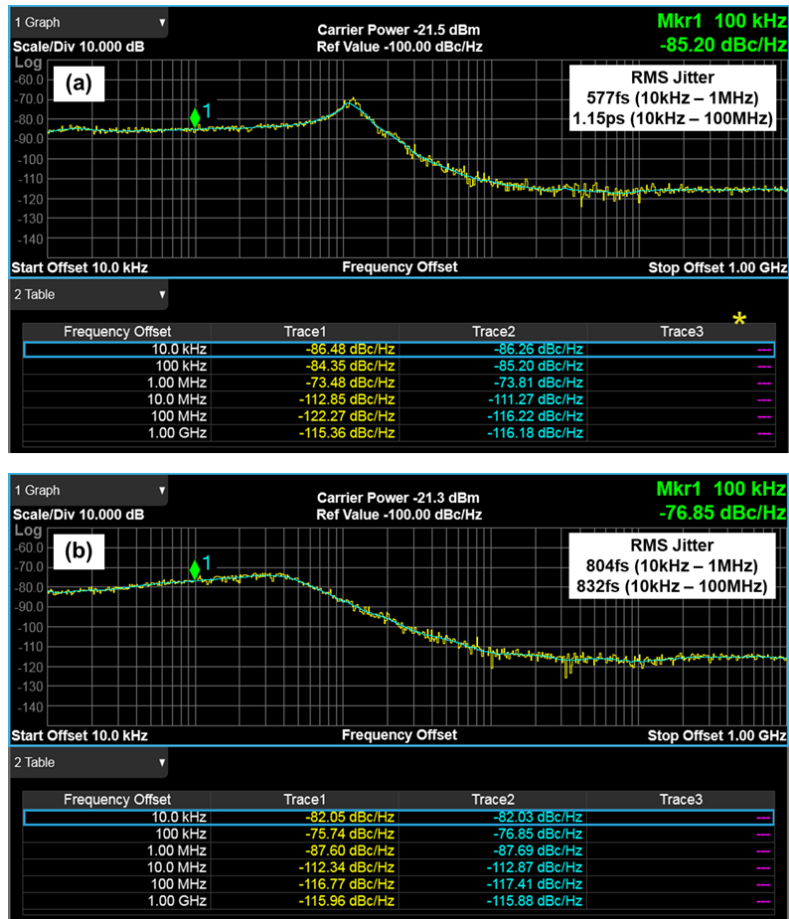 1 Graph ▼ Carrier Power -21.5 dBm Mkr1 100 kHz
Scale/Div 10.000 dB Ref Value -100.00 dBc/Hz -85.20 dBc/Hz
Log
(a)
1
RMS Jitter
577fs (10kHz – 1MHz)
1.15ps (10kHz – 100MHz)
-60.0
-70.0
-80.0
-90.0
-100
-110
-120
-130
-140
Start Offset 10.0 kHz Frequency Offset Stop Offset 1.00 GHz
2 Table ▼
*
Frequency Offset Trace1 Trace2 Trace3
10.0 kHz -86.48 dBc/Hz -86.26 dBc/Hz ---
100 kHz -84.35 dBc/Hz -85.20 dBc/Hz ---
1.00 MHz -73.48 dBc/Hz -73.81 dBc/Hz ---
10.0 MHz -112.85 dBc/Hz -111.27 dBc/Hz ---
100 MHz -122.27 dBc/Hz -116.22 dBc/Hz ---
1.00 GHz -115.36 dBc/Hz -116.18 dBc/Hz ---
1 Graph ▼ Carrier Power -21.3 dBm Mkr1 100 kHz
Scale/Div 10.000 dB Ref Value -100.00 dBc/Hz -76.85 dBc/Hz
Log
(b)
1
RMS Jitter
804fs (10kHz – 1MHz)
832fs (10kHz – 100MHz)
-60.0
-70.0
-80.0
-90.0
-100
-110
-120
-130
-140
Start Offset 10.0 kHz Frequency Offset Stop Offset 1.00 GHz
2 Table ▼
Frequency Offset Trace1 Trace2 Trace3
10.0 kHz -82.05 dBc/Hz -82.03 dBc/Hz ---
100 kHz -75.74 dBc/Hz -76.85 dBc/Hz ---
1.00 MHz -87.60 dBc/Hz -87.69 dBc/Hz ---
10.0 MHz -112.34 dBc/Hz -112.87 dBc/Hz ---
100 MHz -116.77 dBc/Hz -117.41 dBc/Hz ---
1.00 GHz -115.96 dBc/Hz -115.88 dBc/Hz ---